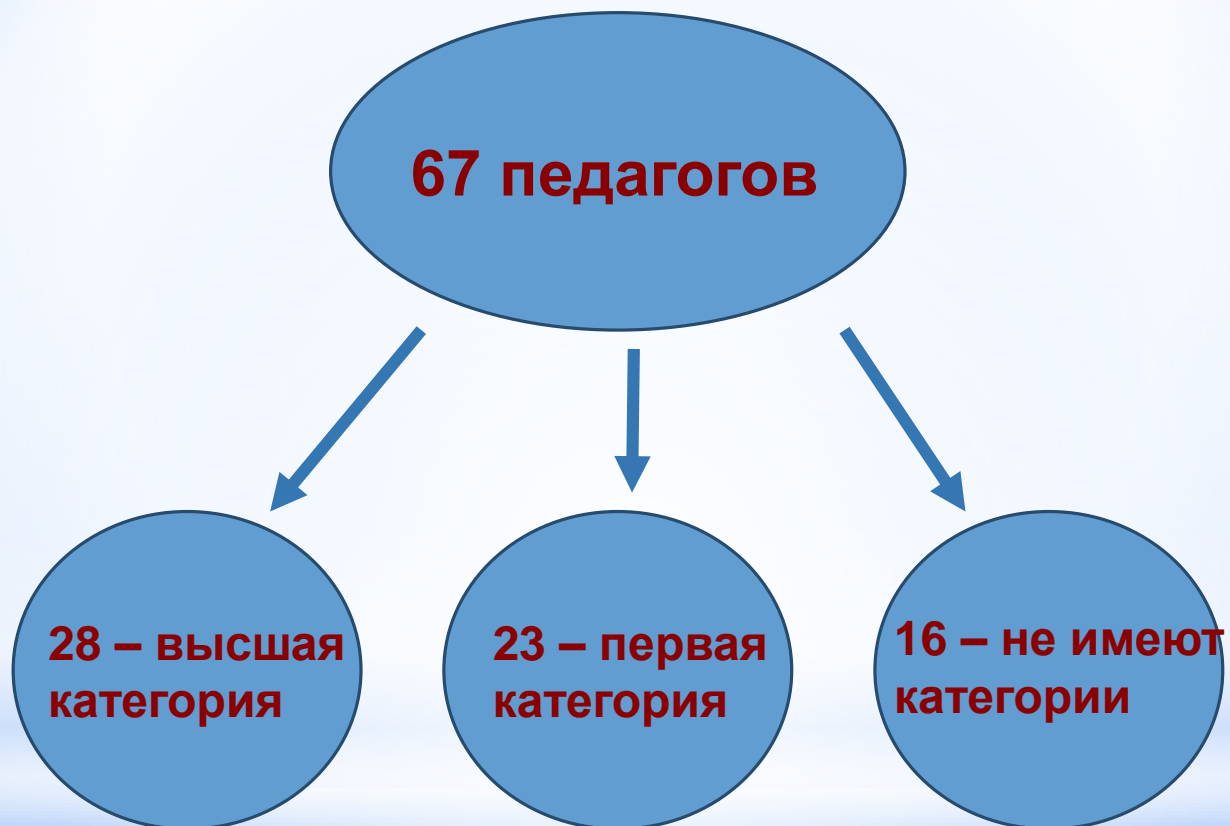 67 педагогов
28 – высшая
категория
23 – первая
категория
16 – не имеют
категории